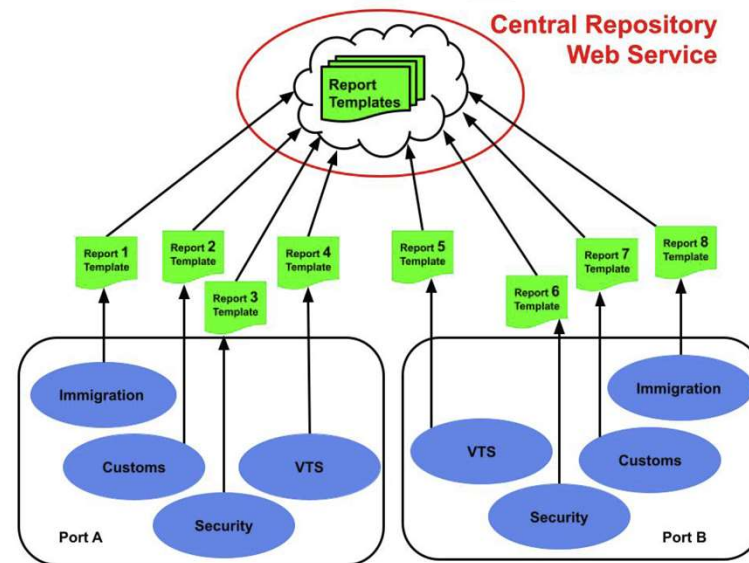 Central Repository
Web Service
Report
Templates
Report 1
Template
Report 2
Template
Report 3
Template
Report 4
Template
Report 5
Template
Report 6
Template
Report 7
Template
Report 8
Template
Immigration
Customs
Security
VTS
Port A
VTS
Security
Customs
Immigration
Port B